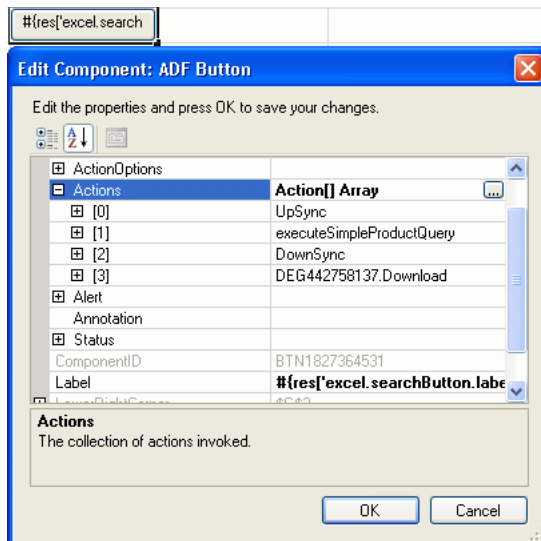 #{res['excel.search
Edit Component: ADF Button
Edit the properties and press OK to save your changes.
ActionOptions
Actions Action[] Array ...
[0] UpSync
[1] executeSimpleProductQuery
[2] DownSync
[3] DEG442758137.Download
Alert
Annotation
Status
ComponentID BTN1827364531
Label #{res['excel.searchButton.labe
Actions
The collection of actions invoked.
OK Cancel